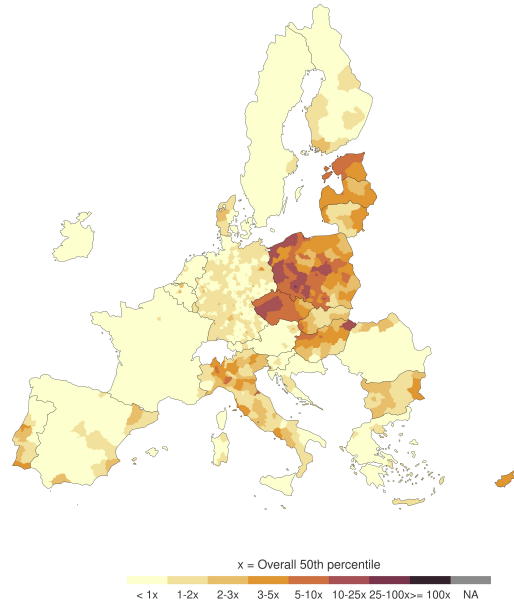 x = Overall 50th percentile
< 1x 1-2x 2-3x 3-5x 5-10x 10-25x 25-100x >= 100x NA